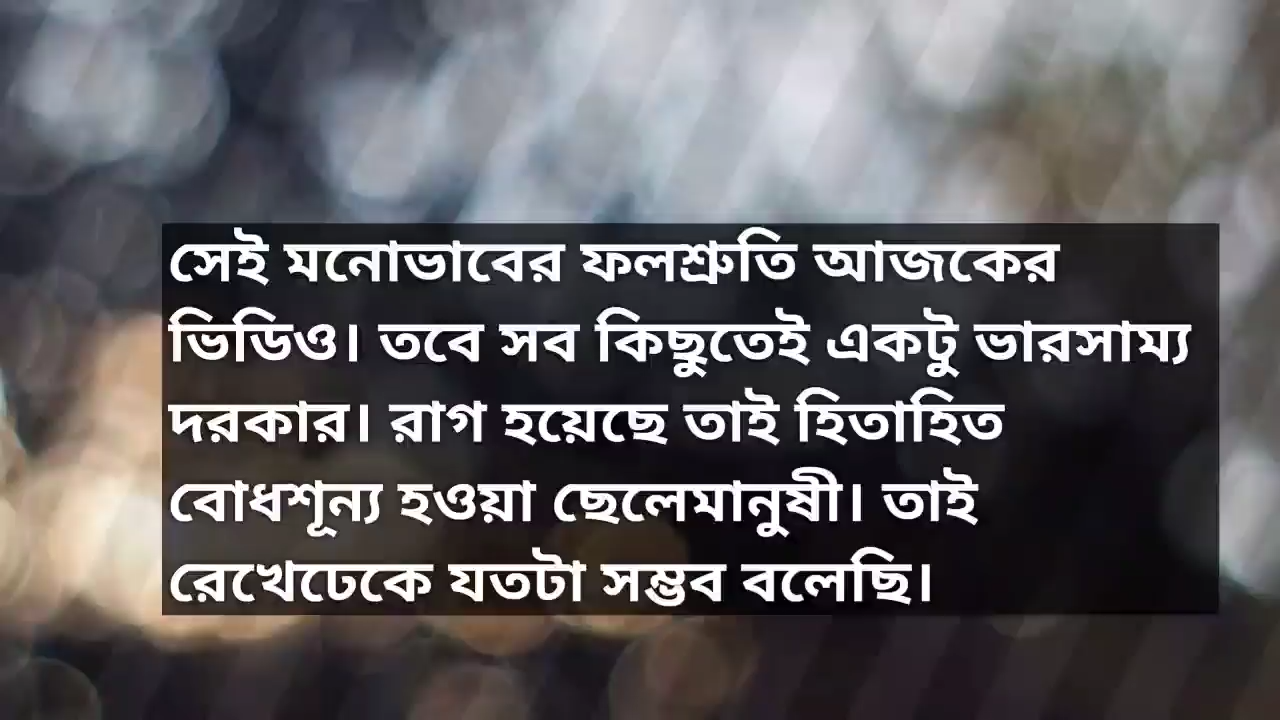 সেই মনোভাবের ফলশ্রুতি আজকের
ভিডিও। তবে সব কিছুতেই একটু ভারসাম্য
দরকার। রাগ হয়েছে তাই হিতাহিত
বোধশূন্য হওয়া ছেলেমানুষী। তাই
রেখেঢেকে যতটা সম্ভব বলেছি।